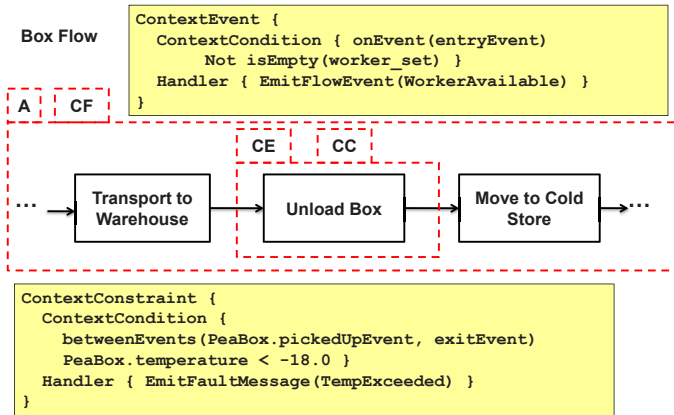 Box Flow
ContextEvent {
ContextCondition { onEvent(entryEvent)
Not isEmpty(worker_set) }
Handler { EmitFlowEvent(WorkerAvailable) }
}
A
CF
CE
CC
...
Transport to
Warehouse
Unload Box
Move to Cold
Store
...
ContextConstraint {
ContextCondition {
betweenEvents(PeaBox.pickedUpEvent, exitEvent)
PeaBox.temperature < -18.0 }
Handler { EmitFaultMessage(TempExceeded) }
}